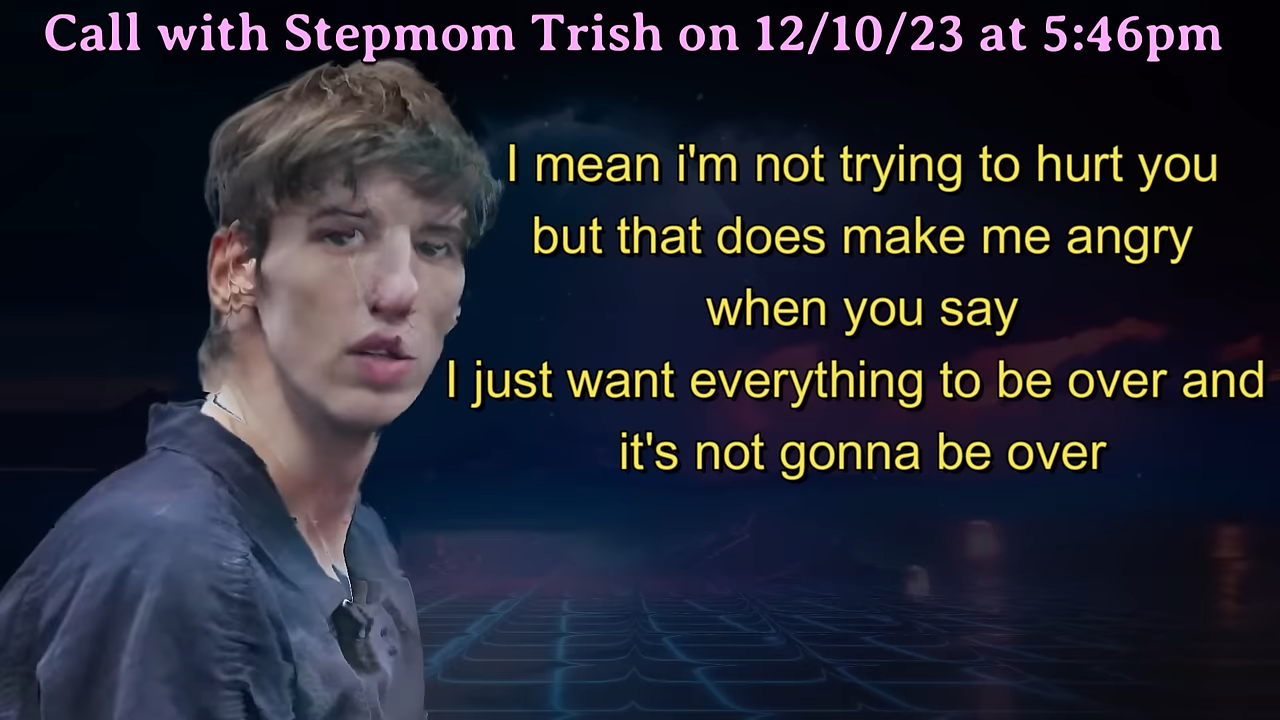 Call with Stepmom Trish on 12/10/23 at 5:46pm
I mean i'm not trying to hurt you
but that does make me angry
when you say
I just want everything to be over and
it's not gonna be over